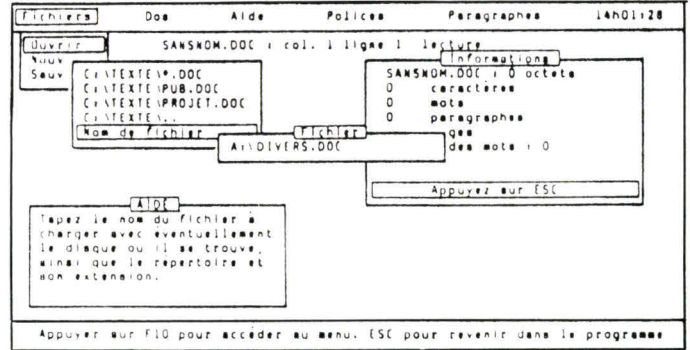 Fichiers Dos Aide Polices Paragraphes 14h01:28
Ouvrir
Nouv
Sauv
SANSNOM.DOC : col. 1 ligne 1 lecture
C:\TEXTE\*.DOC
C:\TEXTE\PUB.DOC
C:\TEXTE\PROJET.DOC
C:\TEXTE\..
Nom de fichier
Fichier
A:\DIVERS.DOC
Informations
SANSNOM.DOC : 0 octets
0 caractères
0 mots
0 paragraphes
ges
des mots : 0
Appuyez sur ESC
AIDE
Tapez le nom du fichier à
charger avec éventuellement
le disque ou il se trouve,
ainsi que le répertoire et
son extension.
Appuyer sur F10 pour accéder au menu, ESC pour revenir dans le programme